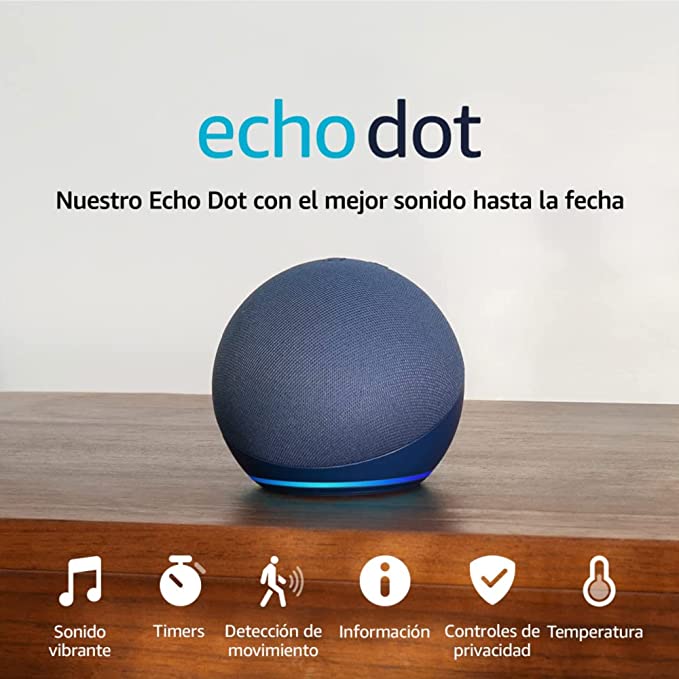 echo dot
Nuestro Echo Dot con el mejor sonido hasta la fecha
Sonido
vibrante
Timers
Detección de
movimiento
Información
Controles de
privacidad
Temperatura